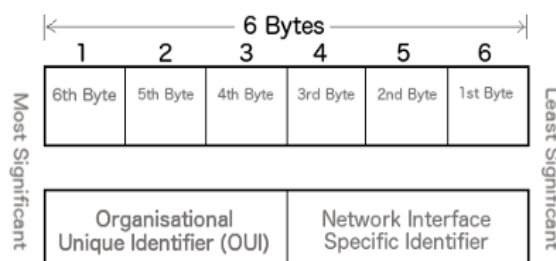 6 Bytes
1 2 3 4 5 6
6th Byte 5th Byte 4th Byte 3rd Byte 2nd Byte 1st Byte
Most Significant
Least Significant
Organisational
Unique Identifier (OUI)
Network Interface
Specific Identifier